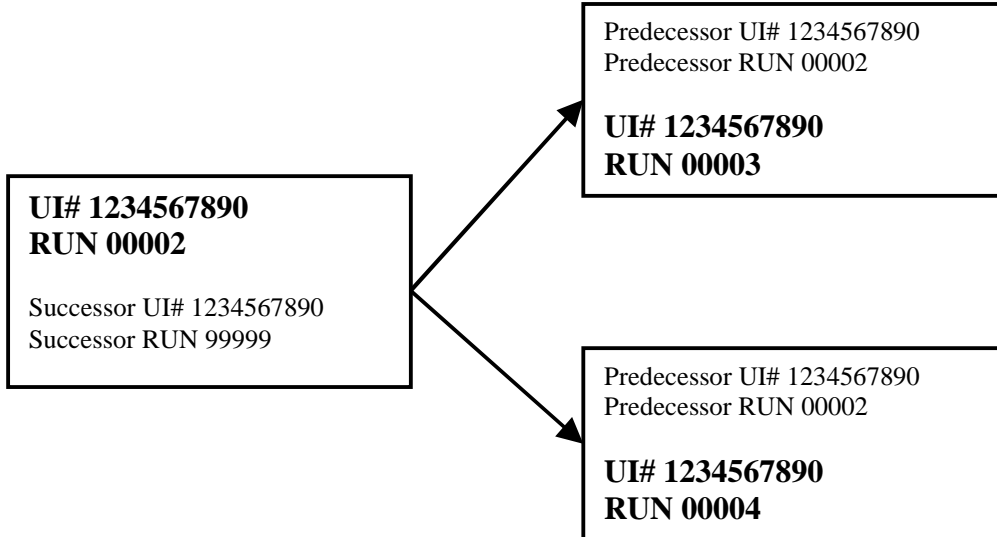 UI# 1234567890
RUN 00002
Successor UI# 1234567890
Successor RUN 99999
Predecessor UI# 1234567890
Predecessor RUN 00002
UI# 1234567890
RUN 00003
Predecessor UI# 1234567890
Predecessor RUN 00002
UI# 1234567890
RUN 00004